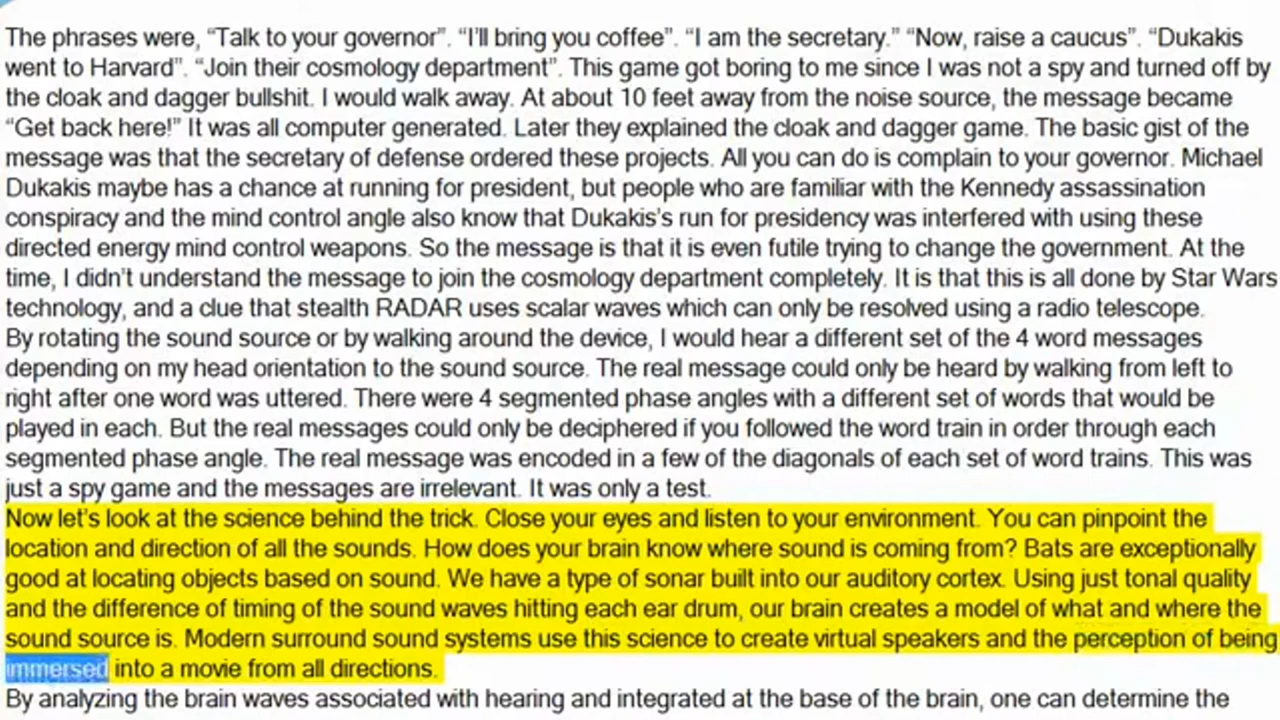 The phrases were, “Talk to your governor”. “I’ll bring you coffee”. “I am the secretary.” “Now, raise a caucus”. “Dukakis
went to Harvard”. “Join their cosmology department”. This game got boring to me since I was not a spy and turned off by
the cloak and dagger bullshit. I would walk away. At about 10 feet away from the noise source, the message became
“Get back here!” It was all computer generated. Later they explained the cloak and dagger game. The basic gist of the
message was that the secretary of defense ordered these projects. All you can do is complain to your governor. Michael
Dukakis maybe has a chance at running for president, but people who are familiar with the Kennedy assassination
conspiracy and the mind control angle also know that Dukakis’s run for presidency was interfered with using these
directed energy mind control weapons. So the message is that it is even futile trying to change the government. At the
time, I didn’t understand the message to join the cosmology department completely. It is that this is all done by Star Wars
technology, and a clue that stealth RADAR uses scalar waves which can only be resolved using a radio telescope.
By rotating the sound source or by walking around the device, I would hear a different set of the 4 word messages
depending on my head orientation to the sound source. The real message could only be heard by walking from left to
right after one word was uttered. There were 4 segmented phase angles with a different set of words that would be
played in each. But the real messages could only be deciphered if you followed the word train in order through each
segmented phase angle. The real message was encoded in a few of the diagonals of each set of word trains. This was
just a spy game and the messages are irrelevant. It was only a test.
Now let’s look at the science behind the trick. Close your eyes and listen to your environment. You can pinpoint the
location and direction of all the sounds. How does your brain know where sound is coming from? Bats are exceptionally
good at locating objects based on sound. We have a type of sonar built into our auditory cortex. Using just tonal quality
and the difference of timing of the sound waves hitting each ear drum, our brain creates a model of what and where the
sound source is. Modern surround sound systems use this science to create virtual speakers and the perception of being
immersed into a movie from all directions.
By analyzing the brain waves associated with hearing and integrated at the base of the brain, one can determine the